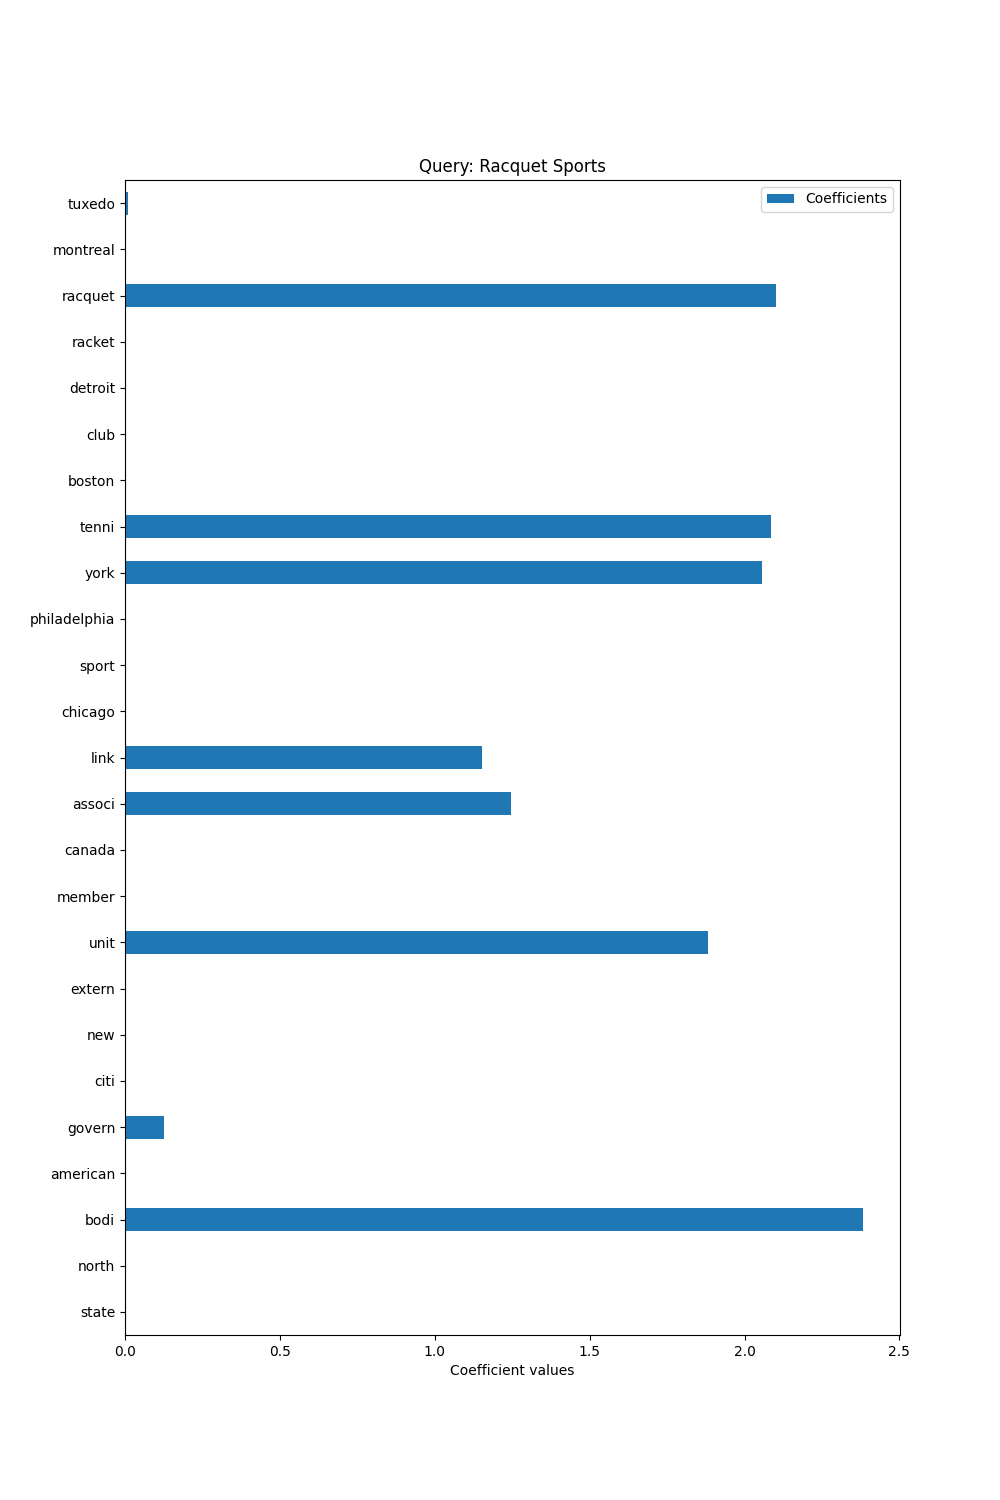 Query: Racquet Sports
Coefficients
tuxedo
montreal
racquet
racket
detroit
club
boston
tenni
york
philadelphia
sport
chicago
link
associ
canada
member
unit
extern
new
citi
govern
american
bodi
north
state
0.0 0.5 1.0 1.5 2.0 2.5
Coefficient values